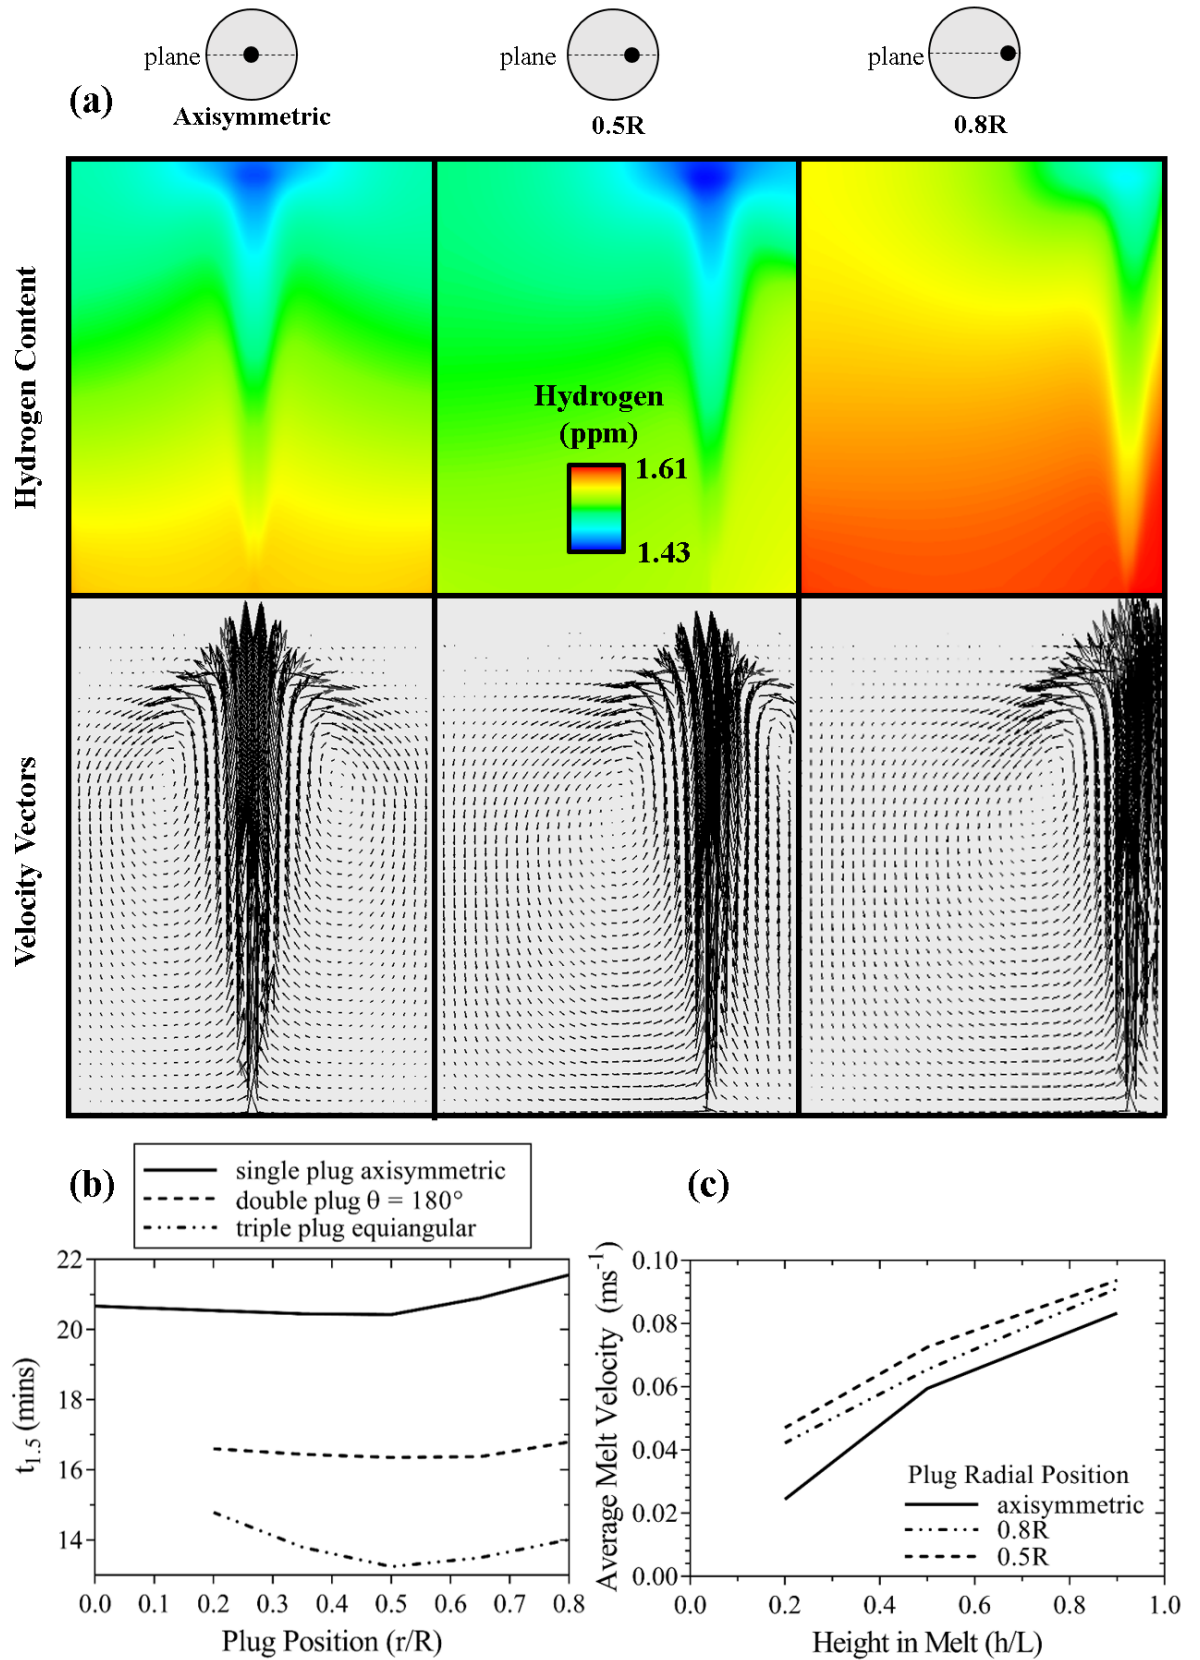 plane
plane
plane
(a)
Axisymmetric
0.5R
0.8R
Hydrogen Content
Hydrogen
(ppm)
1.61
1.43
Velocity Vectors
(b)
single plug axisymmetric
double plug θ = 180°
triple plug equiangular
22
20
18
16
14
t1.5 (mins)
0.0 0.1 0.2 0.3 0.4 0.5 0.6 0.7 0.8
Plug Position (r/R)
(c)
0.10
0.08
0.06
0.04
0.02
0.00
Average Melt Velocity (ms-1)
Plug Radial Position
axisymmetric
0.8R
0.5R
0.0 0.2 0.4 0.6 0.8 1.0
Height in Melt (h/L)